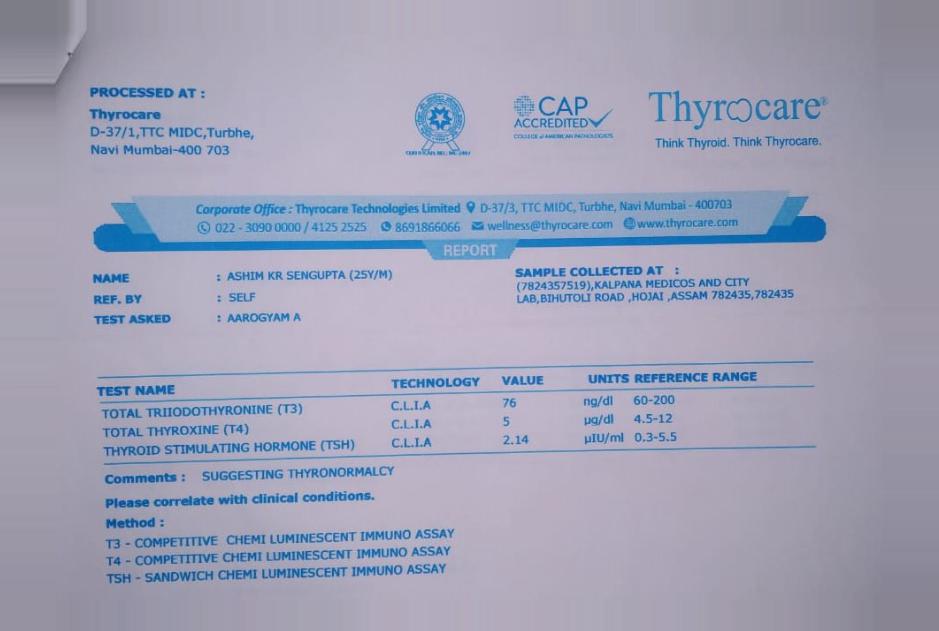 PROCESSED AT :
Thyrocare
D-37/1,TTC MIDC,Turbhe,
Navi Mumbai-400 703
CAP
ACCREDITED
COLLEGE of AMERICAN PATHOLOGISTS
Thyrocare®
Think Thyroid. Think Thyrocare.
Corporate Office : Thyrocare Technologies Limited D-37/3, TTC MIDC, Turbhe, Navi Mumbai - 400703
022 - 3090 0000 / 4125 2525 8691866066 wellness@thyrocare.com www.thyrocare.com
REPORT
NAME : ASHIM KR SENGUPTA (25Y/M)
REF. BY : SELF
TEST ASKED : AAROGYAM A
SAMPLE COLLECTED AT :
(7824357519),KALPANA MEDICOS AND CITY
LAB,BIHUTOLI ROAD ,HOJAI ,ASSAM 782435,782435
TEST NAME TECHNOLOGY VALUE UNITS REFERENCE RANGE
TOTAL TRIIODOTHYRONINE (T3) C.L.I.A 76 ng/dl 60-200
TOTAL THYROXINE (T4) C.L.I.A 5 µg/dl 4.5-12
THYROID STIMULATING HORMONE (TSH) C.L.I.A 2.14 µIU/ml 0.3-5.5
Comments : SUGGESTING THYRONORMALCY
Please correlate with clinical conditions.
Method :
T3 - COMPETITIVE CHEMI LUMINESCENT IMMUNO ASSAY
T4 - COMPETITIVE CHEMI LUMINESCENT IMMUNO ASSAY
TSH - SANDWICH CHEMI LUMINESCENT IMMUNO ASSAY